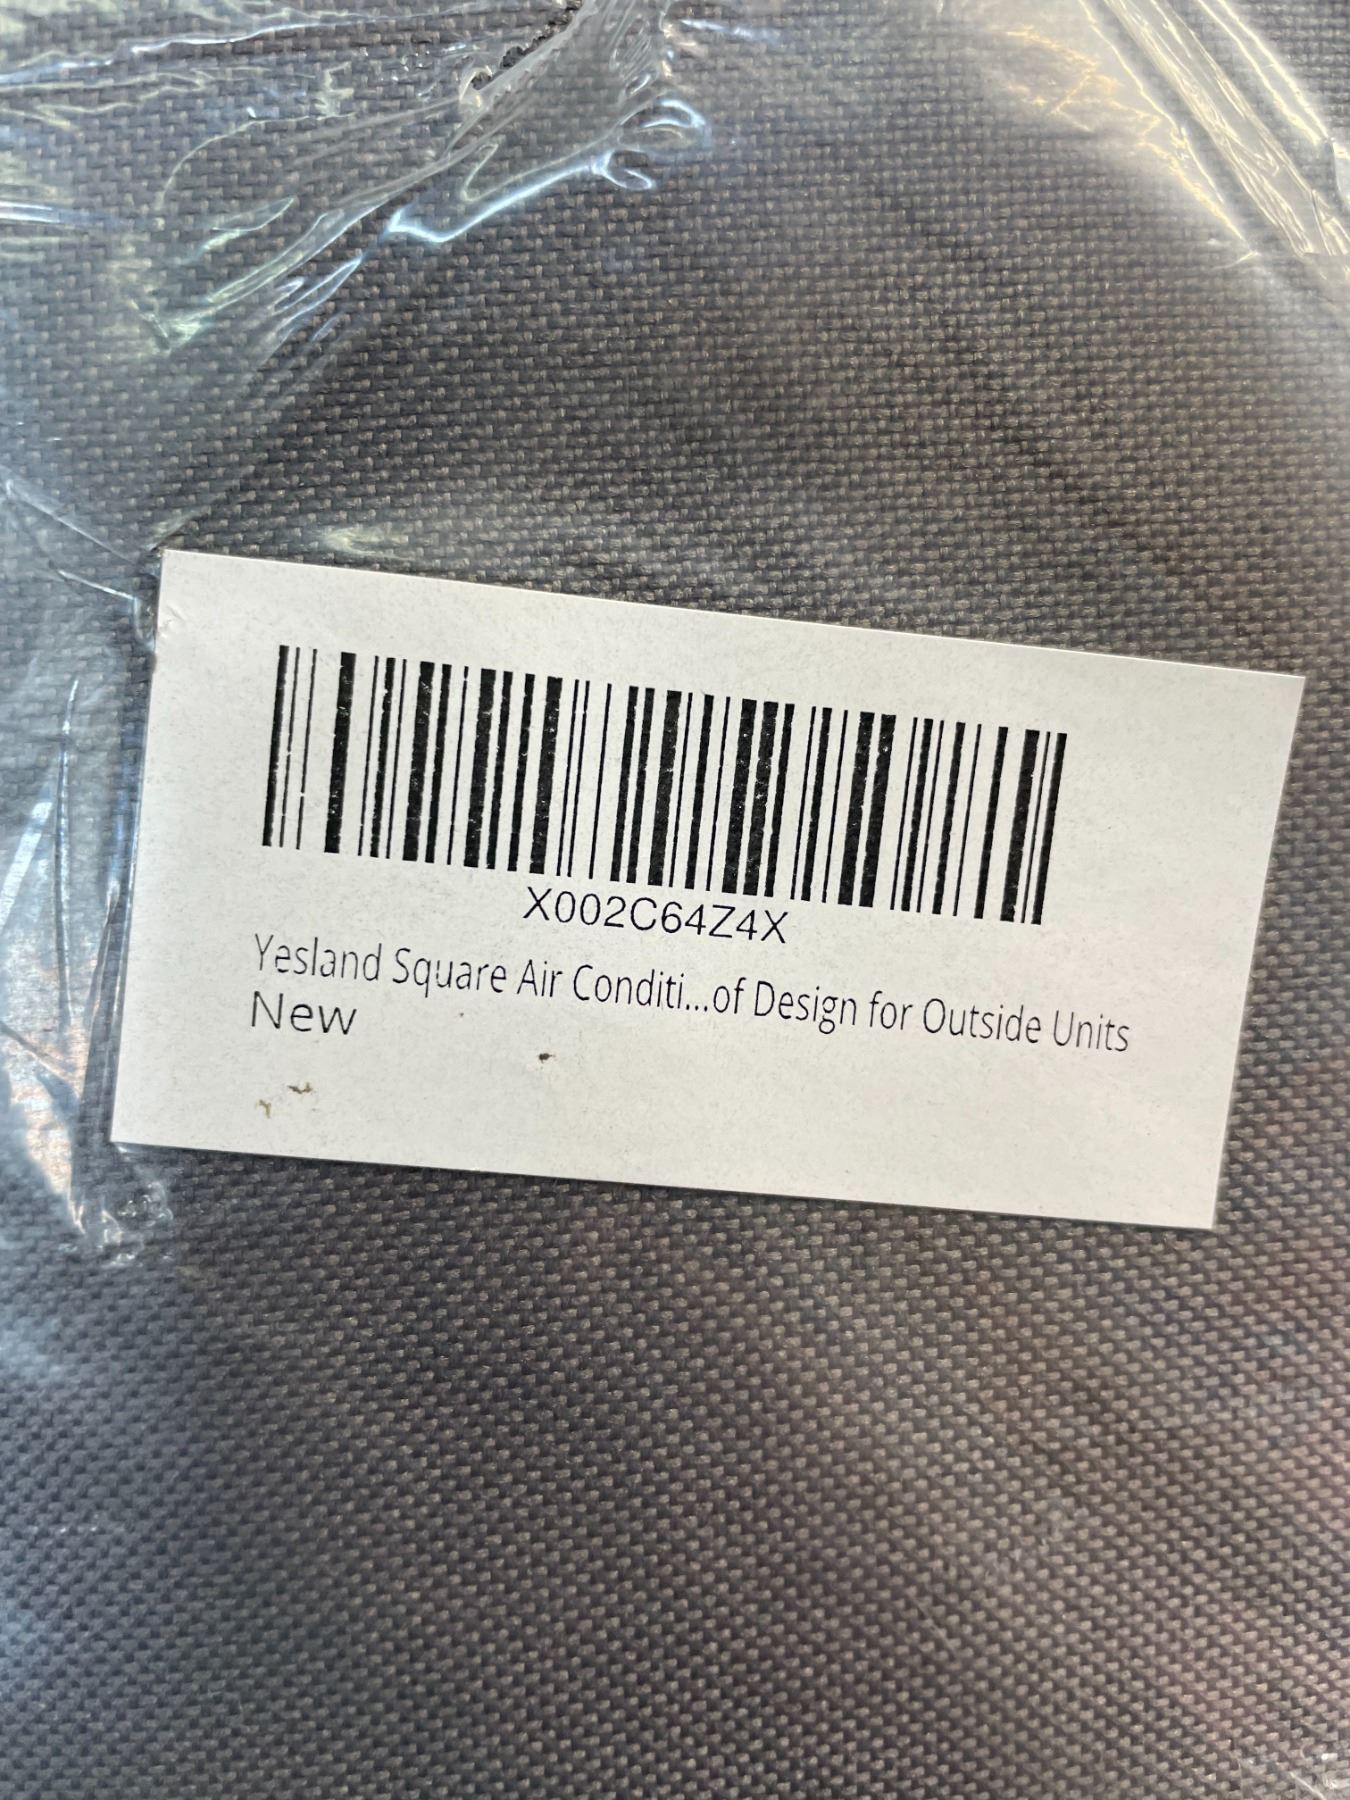 X002C64Z4X
Yesland Square Air Conditi...of Design for Outside Units
New